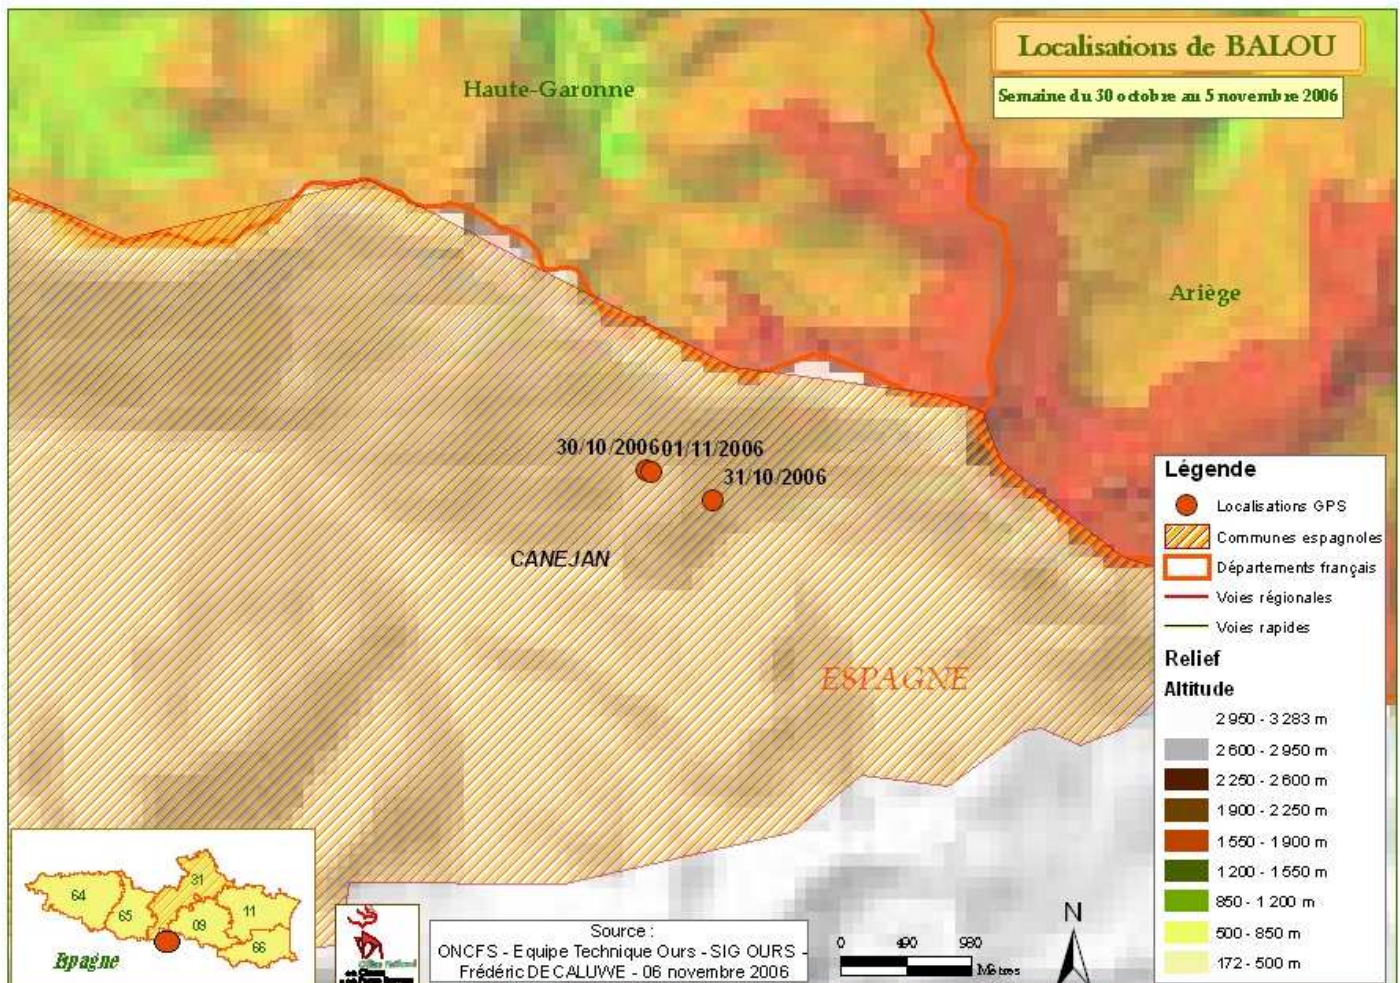 Localisations de BALOU
Semaine du 30 octobre au 5 novembre 2006
Haute-Garonne
Ariège
30/10/2006 01/11/2006
31/10/2006
CANEJAN
ESPAGNE
Légende
Localisations GPS
Communes espagnoles
Départements français
Voies régionales
Voies rapides
Relief
Altitude
2 950 - 3 283 m
2 600 - 2 950 m
2 250 - 2 600 m
1 900 - 2 250 m
1 550 - 1 900 m
1 200 - 1 550 m
850 - 1 200 m
500 - 850 m
172 - 500 m
64
65
31
09
11
66
Espagne
Source :
ONCFS - Equipe Technique Ours - SIG OURS -
Frédéric DE CALUWE - 06 novembre 2006
0 490 980
Mètres
N